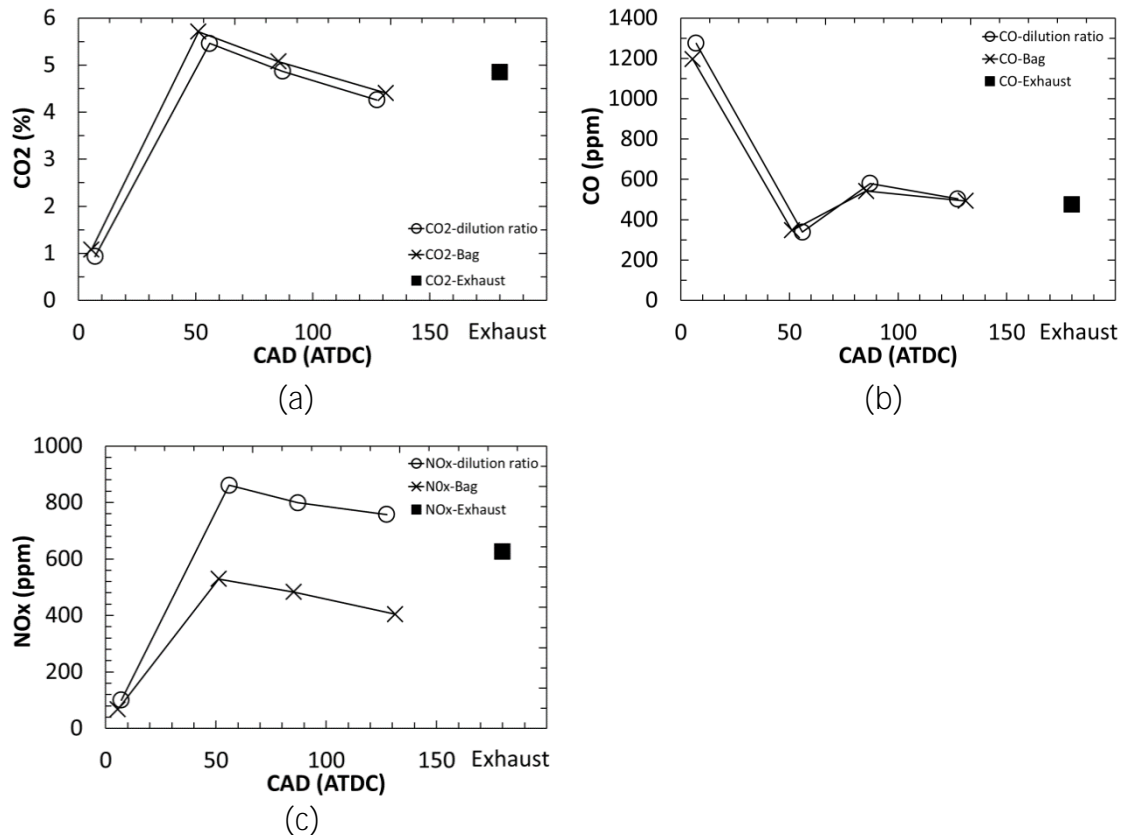 6
5
4
3
2
1
0
CO2 (%)
CO2-dilution ratio
CO2-Bag
CO2-Exhaust
0 50 100 150 Exhaust
CAD (ATDC)
(a)
1400
1200
1000
800
600
400
200
0
CO (ppm)
CO-dilution ratio
CO-Bag
CO-Exhaust
0 50 100 150 Exhaust
CAD (ATDC)
(b)
1000
800
600
400
200
0
NOx (ppm)
NOx-dilution ratio
N0x-Bag
NOx-Exhaust
0 50 100 150 Exhaust
CAD (ATDC)
(c)